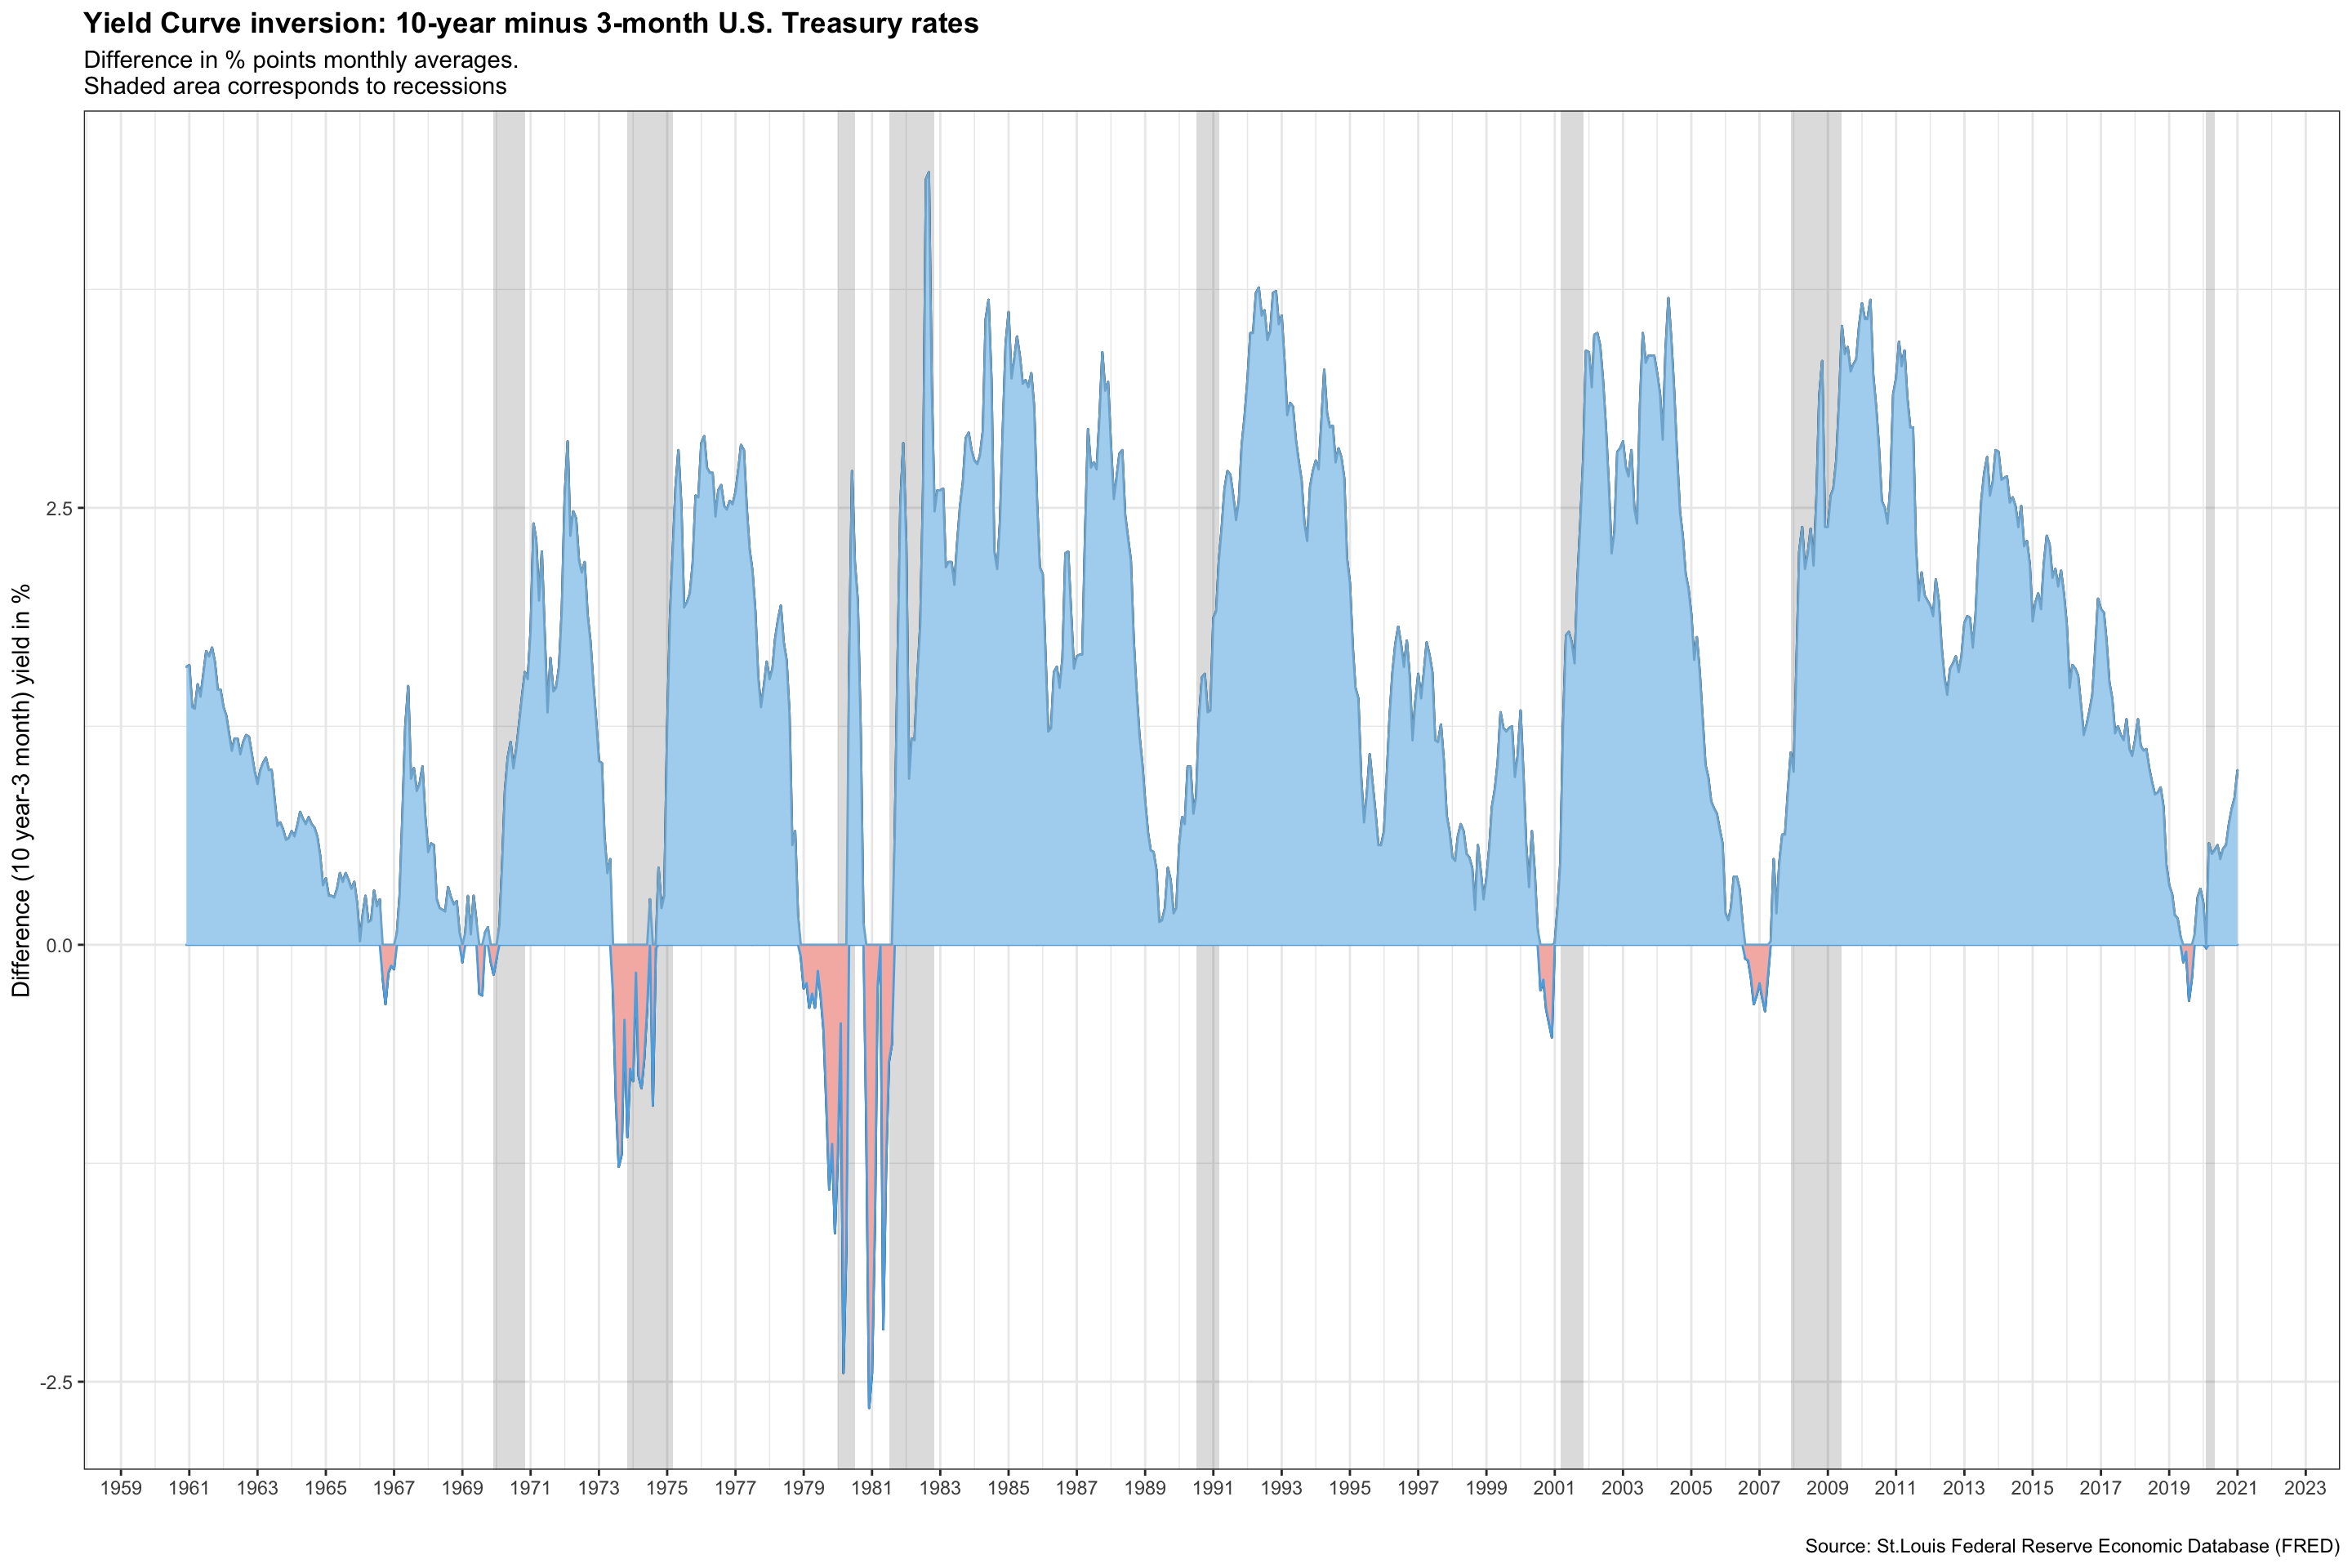 Yield Curve inversion: 10-year minus 3-month U.S. Treasury rates
Difference in % points monthly averages.
Shaded area corresponds to recessions
Difference (10 year-3 month) yield in %
2.5
0.0
-2.5
1959 1961 1963 1965 1967 1969 1971 1973 1975 1977 1979 1981 1983 1985 1987 1989 1991 1993 1995 1997 1999 2001 2003 2005 2007 2009 2011 2013 2015 2017 2019 2021 2023
Source: St.Louis Federal Reserve Economic Database (FRED)